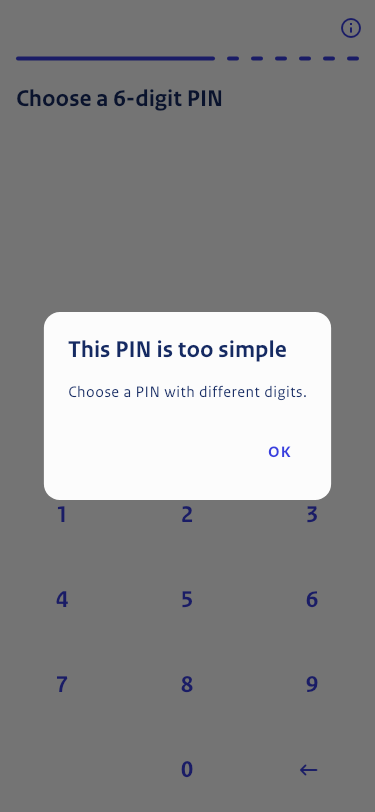 Choose a 6-digit PIN
This PIN is too simple
Choose a PIN with different digits.
OK
1 2 3
4 5 6
7 8 9
0 ←